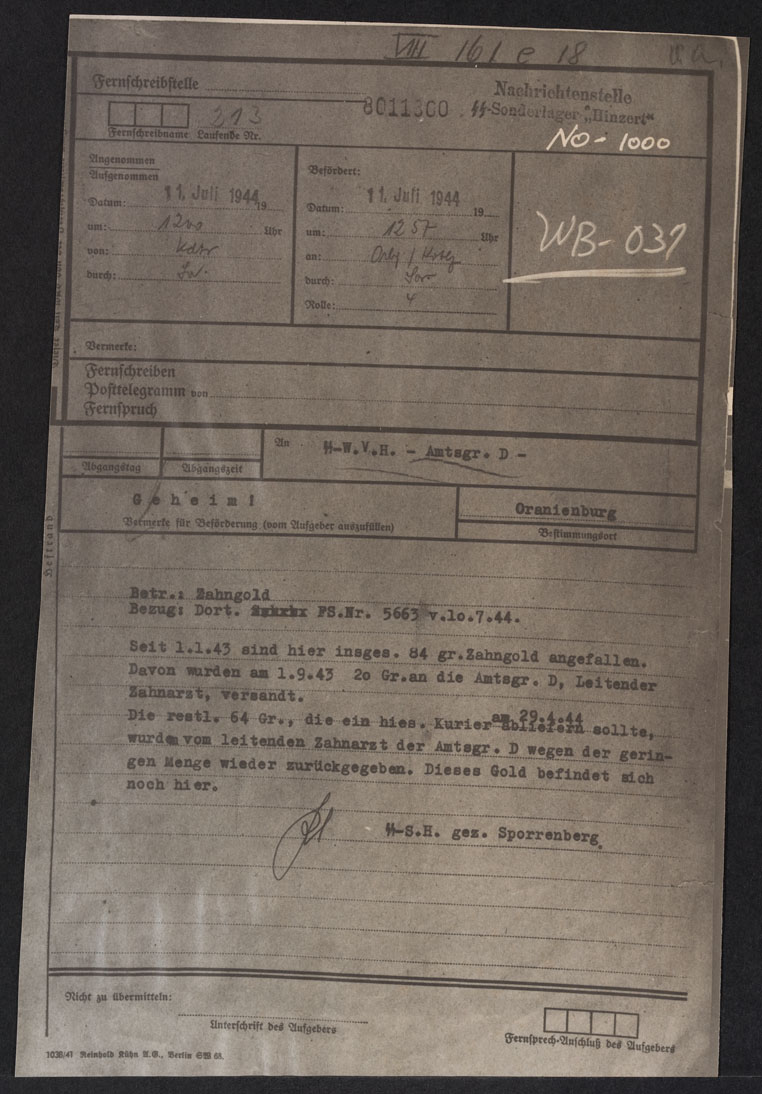 VIII 161 e 18
Fernschreibstelle
Nachrichtenstelle
8011360 ᛋᛋ-Sonderlager „Hinzert“
313
Fernschreibname Laufende Nr.
NO-1000
Angenommen
Aufgenommen
Datum: 11. Juli 1944 19
um: 1200 Uhr
von: Kdtr
durch:
Befördert:
Datum: 11. Juli 1944 19
um: 1257 Uhr
an:
durch:
Rolle: 4
WB-037
Vermerke:
Fernschreiben
Posttelegramm von
Fernspruch
Abgangstag
Abgangszeit
An ᛋᛋ-W.V.H. - Amtsgr. D -
Geheim!
Vermerke für Beförderung (vom Aufgeber auszufüllen)
Oranienburg
Bestimmungsort
Betr.: Zahngold
Bezug: Dort. FS.Nr. 5663 v.1o.7.44.
Seit 1.1.43 sind hier insges. 84 gr.Zahngold angefallen.
Davon wurden am 1.9.43 2o Gr.an die Amtsgr. D, Leitender
Zahnarzt, versandt.
Die restl. 64 Gr., die ein hies. Kurier am 29.4.44 abliefern sollte,
wurden vom leitenden Zahnarzt der Amtsgr. D wegen der gerin-
gen Menge wieder zurückgegeben. Dieses Gold befindet sich
noch hier.
ᛋᛋ-S.H. gez. Sporrenberg.
Nicht zu übermitteln:
Unterschrift des Aufgebers
Fernsprech-Anschluß des Aufgebers
1038/41 Reinhold Kühn A.G., Berlin SW 68.